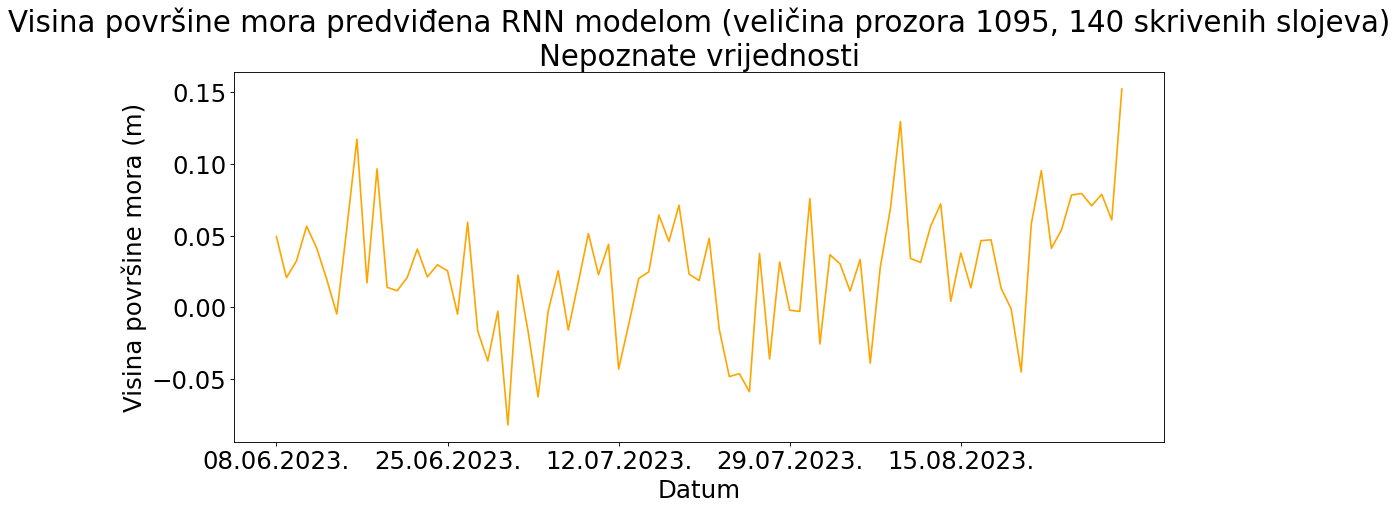 Visina površine mora predviđena RNN modelom (veličina prozora 1095, 140 skrivenih slojeva)
Nepoznate vrijednosti
Visina površine mora (m)
0.15
0.10
0.05
0.00
−0.05
08.06.2023.
25.06.2023.
12.07.2023.
29.07.2023.
15.08.2023.
Datum